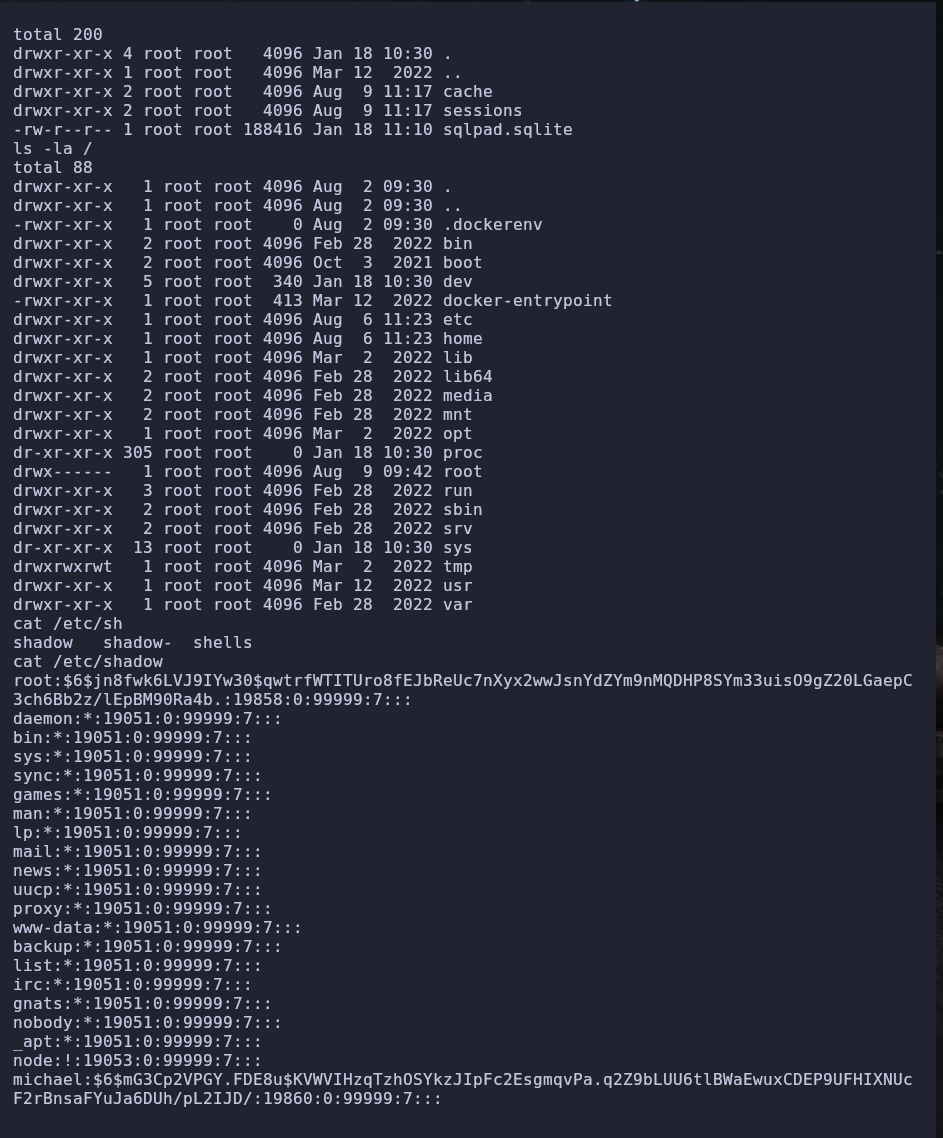 total 200
drwxr-xr-x 4 root root   4096 Jan 18 10:30 .
drwxr-xr-x 1 root root   4096 Mar 12  2022 ..
drwxr-xr-x 2 root root   4096 Aug  9 11:17 cache
drwxr-xr-x 2 root root   4096 Aug  9 11:17 sessions
-rw-r--r-- 1 root root 188416 Jan 18 11:10 sqlpad.sqlite
ls -la /
total 88
drwxr-xr-x   1 root root 4096 Aug  2 09:30 .
drwxr-xr-x   1 root root 4096 Aug  2 09:30 ..
-rwxr-xr-x   1 root root    0 Aug  2 09:30 .dockerenv
drwxr-xr-x   2 root root 4096 Feb 28  2022 bin
drwxr-xr-x   2 root root 4096 Oct  3  2021 boot
drwxr-xr-x   5 root root  340 Jan 18 10:30 dev
-rwxr-xr-x   1 root root  413 Mar 12  2022 docker-entrypoint
drwxr-xr-x   1 root root 4096 Aug  6 11:23 etc
drwxr-xr-x   1 root root 4096 Aug  6 11:23 home
drwxr-xr-x   1 root root 4096 Mar  2  2022 lib
drwxr-xr-x   2 root root 4096 Feb 28  2022 lib64
drwxr-xr-x   2 root root 4096 Feb 28  2022 media
drwxr-xr-x   2 root root 4096 Feb 28  2022 mnt
drwxr-xr-x   1 root root 4096 Mar  2  2022 opt
dr-xr-xr-x 305 root root    0 Jan 18 10:30 proc
drwx------   1 root root 4096 Aug  9 09:42 root
drwxr-xr-x   3 root root 4096 Feb 28  2022 run
drwxr-xr-x   2 root root 4096 Feb 28  2022 sbin
drwxr-xr-x   2 root root 4096 Feb 28  2022 srv
dr-xr-xr-x  13 root root    0 Jan 18 10:30 sys
drwxrwxrwt   1 root root 4096 Mar  2  2022 tmp
drwxr-xr-x   1 root root 4096 Mar 12  2022 usr
drwxr-xr-x   1 root root 4096 Feb 28  2022 var
cat /etc/sh
shadow   shadow-  shells
cat /etc/shadow
root:$6$jn8fwk6LVJ9IYw30$qwtrfWTITUro8fEJbReUc7nXyx2wwJsnYdZYm9nMQDHP8SYm33uisO9gZ20LGaepC
3ch6Bb2z/lEpBM90Ra4b.:19858:0:99999:7:::
daemon:*:19051:0:99999:7:::
bin:*:19051:0:99999:7:::
sys:*:19051:0:99999:7:::
sync:*:19051:0:99999:7:::
games:*:19051:0:99999:7:::
man:*:19051:0:99999:7:::
lp:*:19051:0:99999:7:::
mail:*:19051:0:99999:7:::
news:*:19051:0:99999:7:::
uucp:*:19051:0:99999:7:::
proxy:*:19051:0:99999:7:::
www-data:*:19051:0:99999:7:::
backup:*:19051:0:99999:7:::
list:*:19051:0:99999:7:::
irc:*:19051:0:99999:7:::
gnats:*:19051:0:99999:7:::
nobody:*:19051:0:99999:7:::
_apt:*:19051:0:99999:7:::
node:!:19053:0:99999:7:::
michael:$6$mG3Cp2VPGY.FDE8u$KVWVIHzqTzhOSYkzJIpFc2EsgmqvPa.q2Z9bLUU6tlBWaEwuxCDEP9UFHIXNUc
F2rBnsaFYuJa6DUh/pL2IJD/:19860:0:99999:7:::